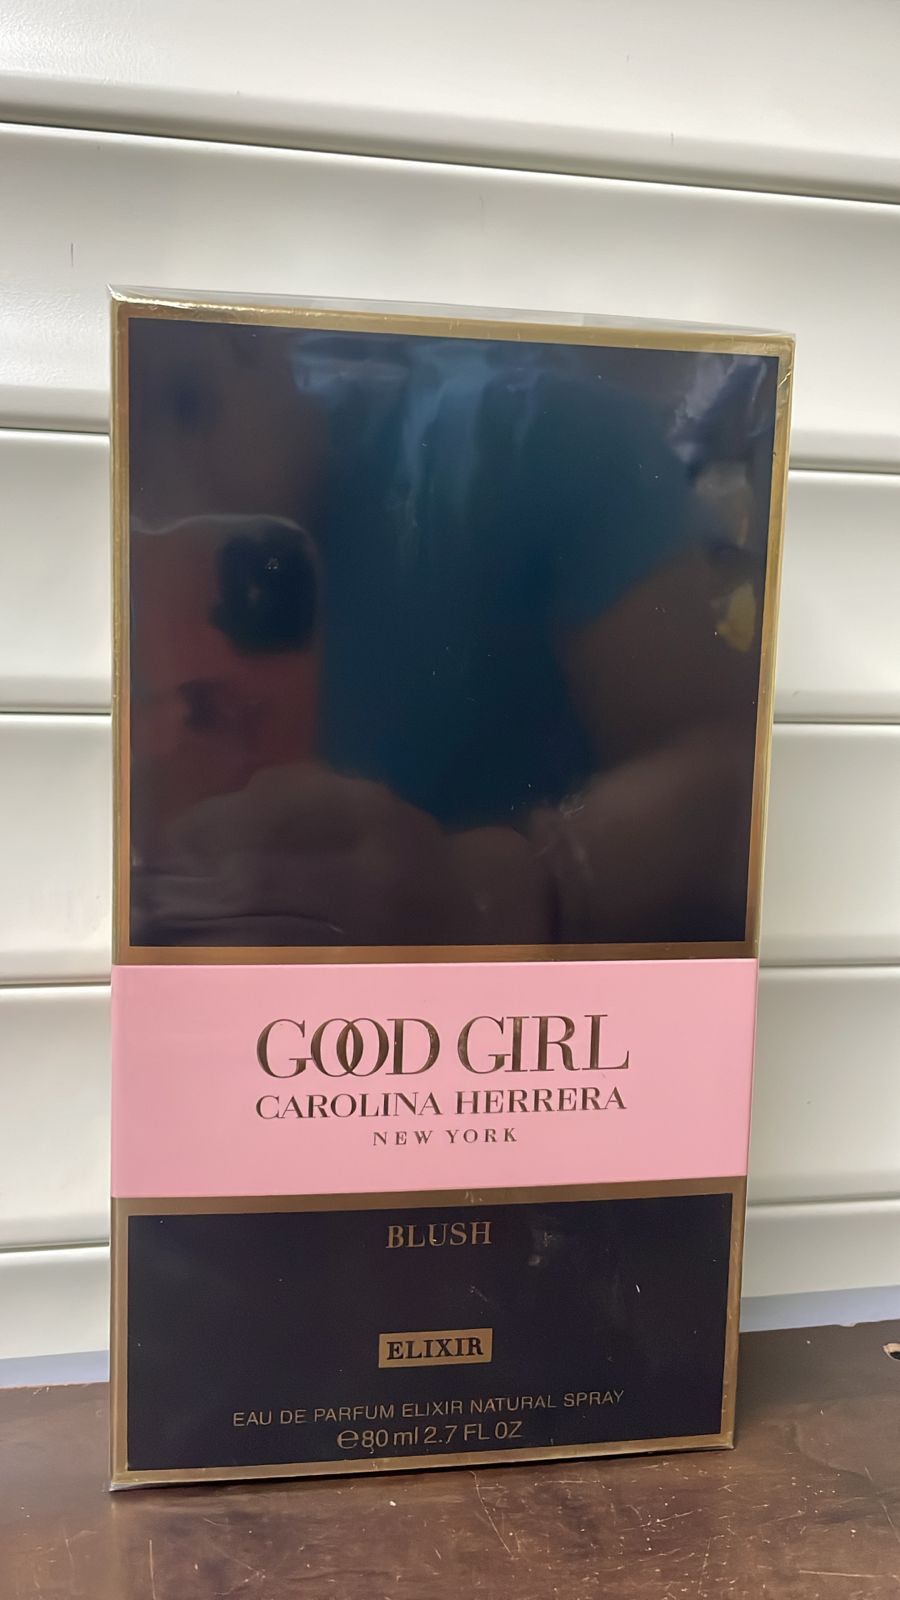 GOOD GIRL
CAROLINA HERRERA
NEW YORK
BLUSH
ELIXIR
EAU DE PARFUM ELIXIR NATURAL SPRAY
℮80 ml 2.7 FL OZ